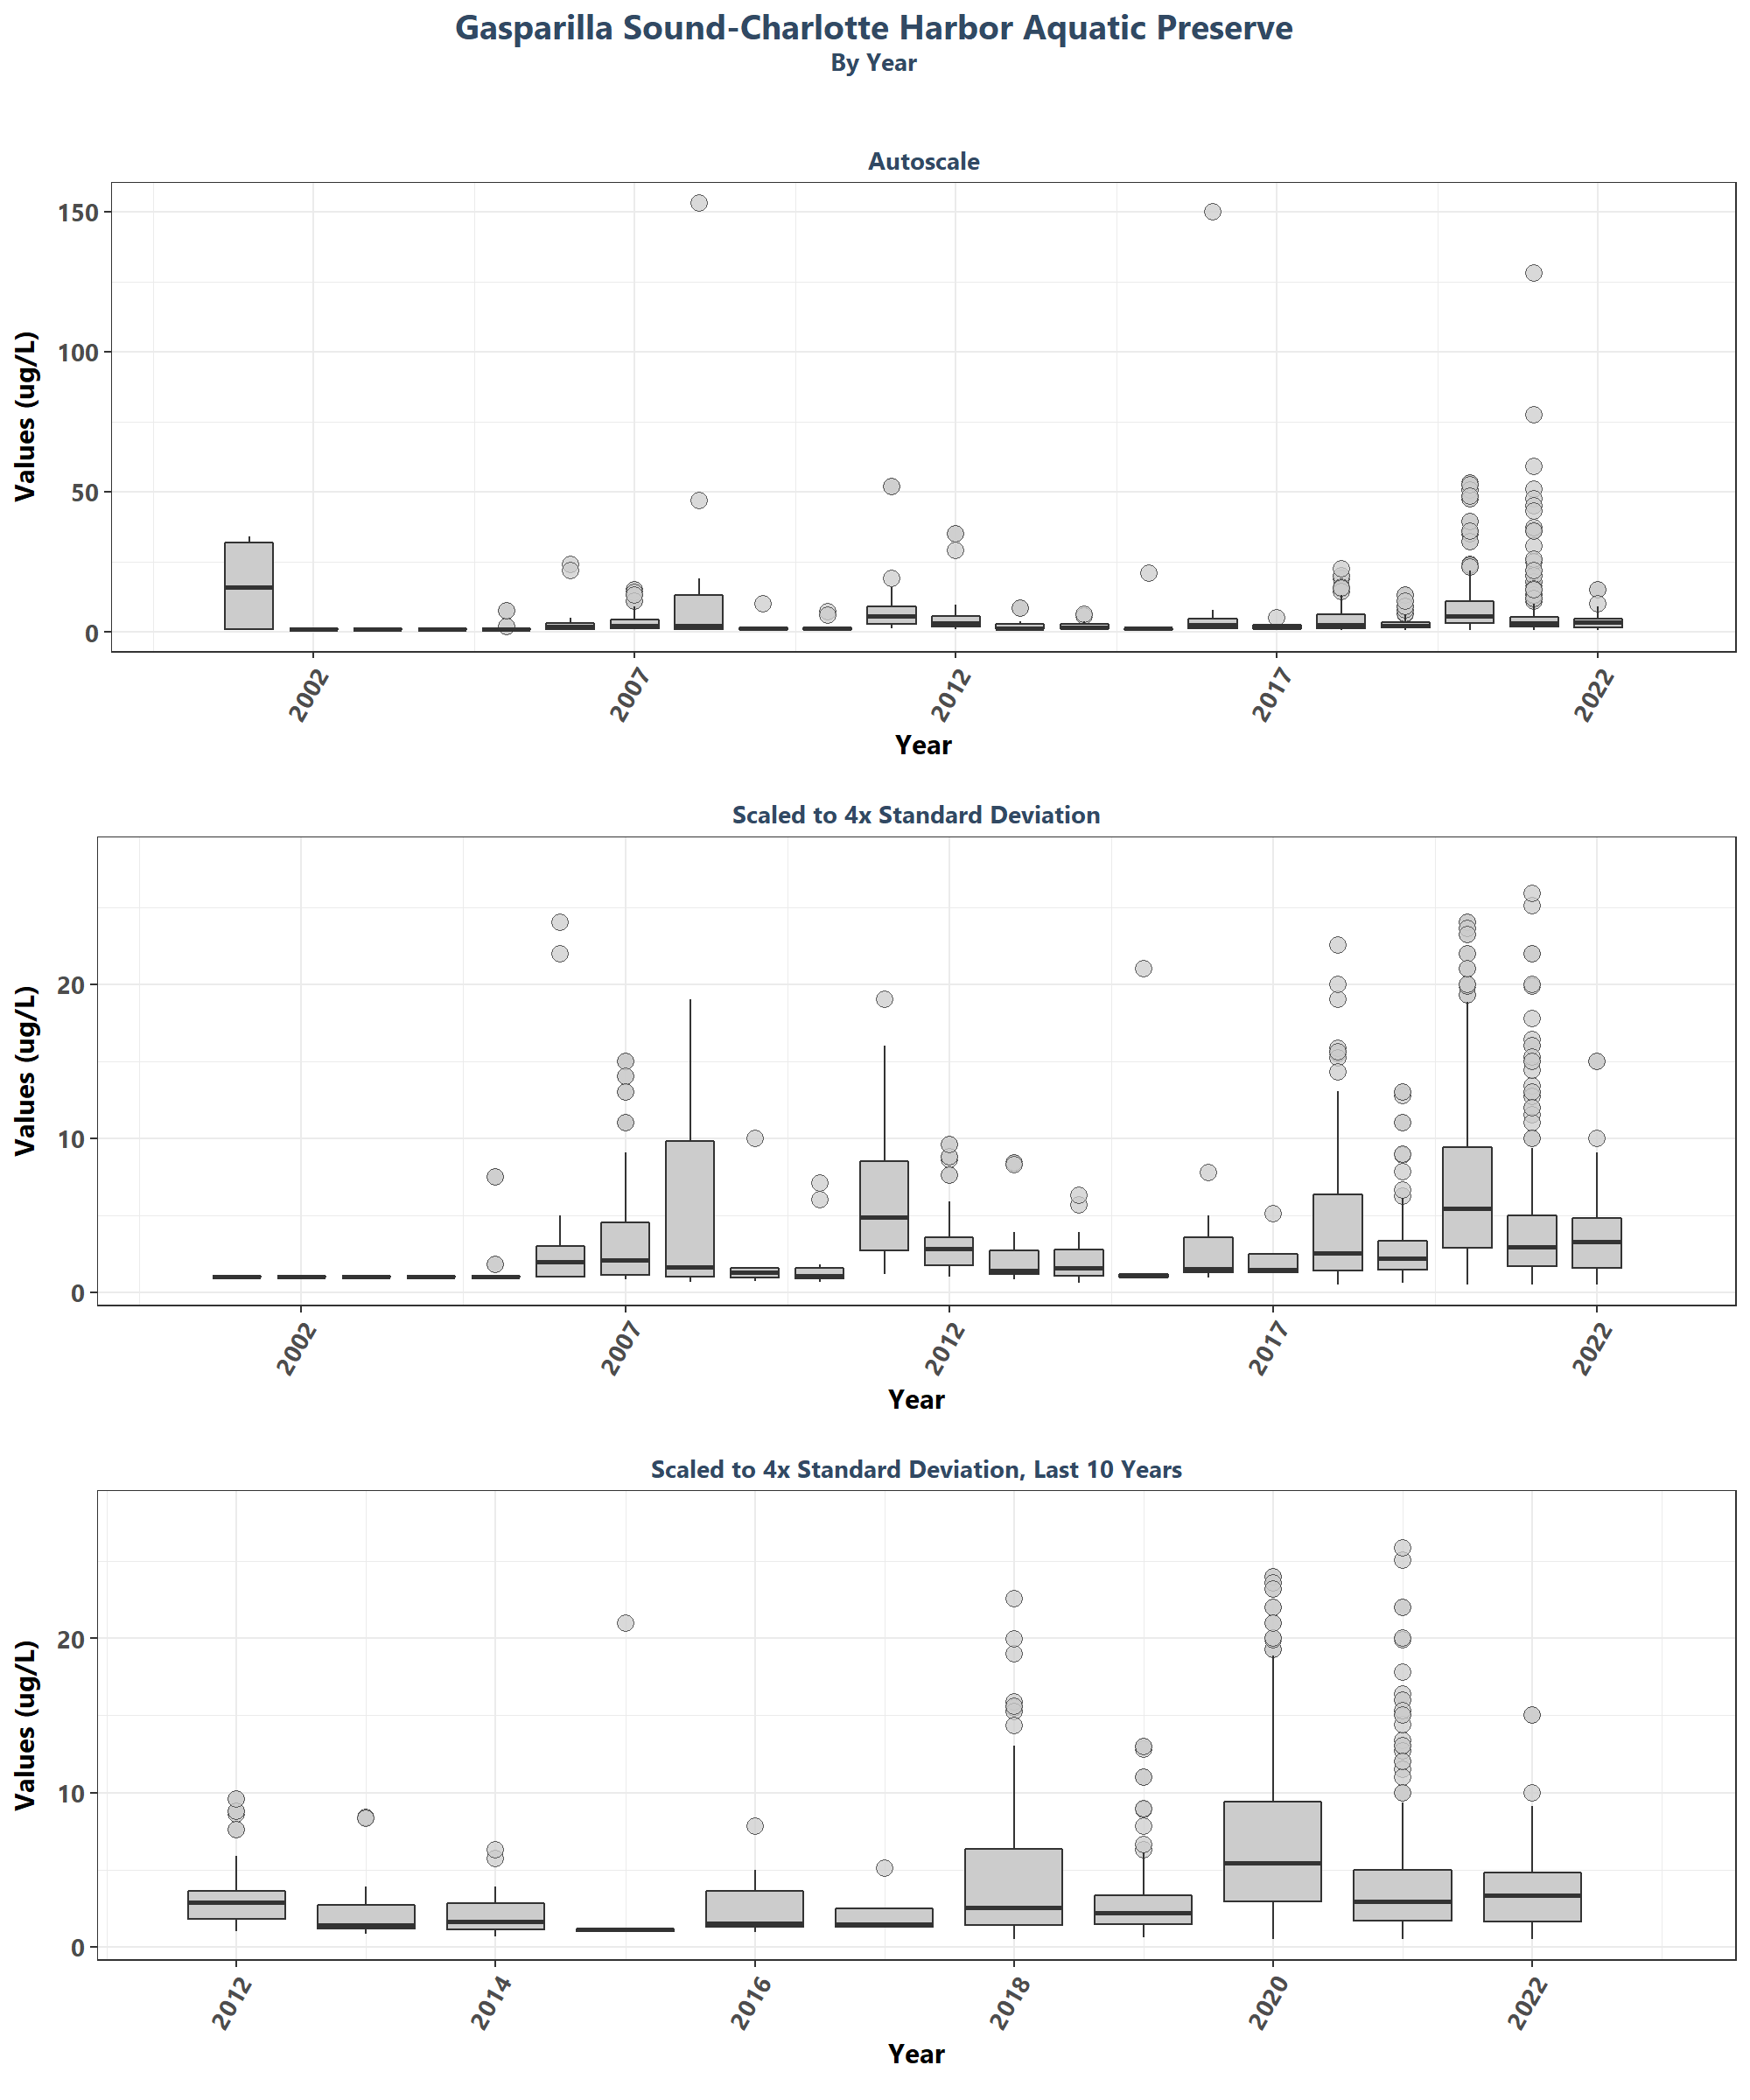 Gasparilla Sound-Charlotte Harbor Aquatic Preserve
By Year
Autoscale
Values (ug/L)
150
100
50
0
2002
2007
2012
2017
2022
Year
Scaled to 4x Standard Deviation
Values (ug/L)
20
10
0
2002
2007
2012
2017
2022
Year
Scaled to 4x Standard Deviation, Last 10 Years
Values (ug/L)
20
10
0
2012
2014
2016
2018
2020
2022
Year